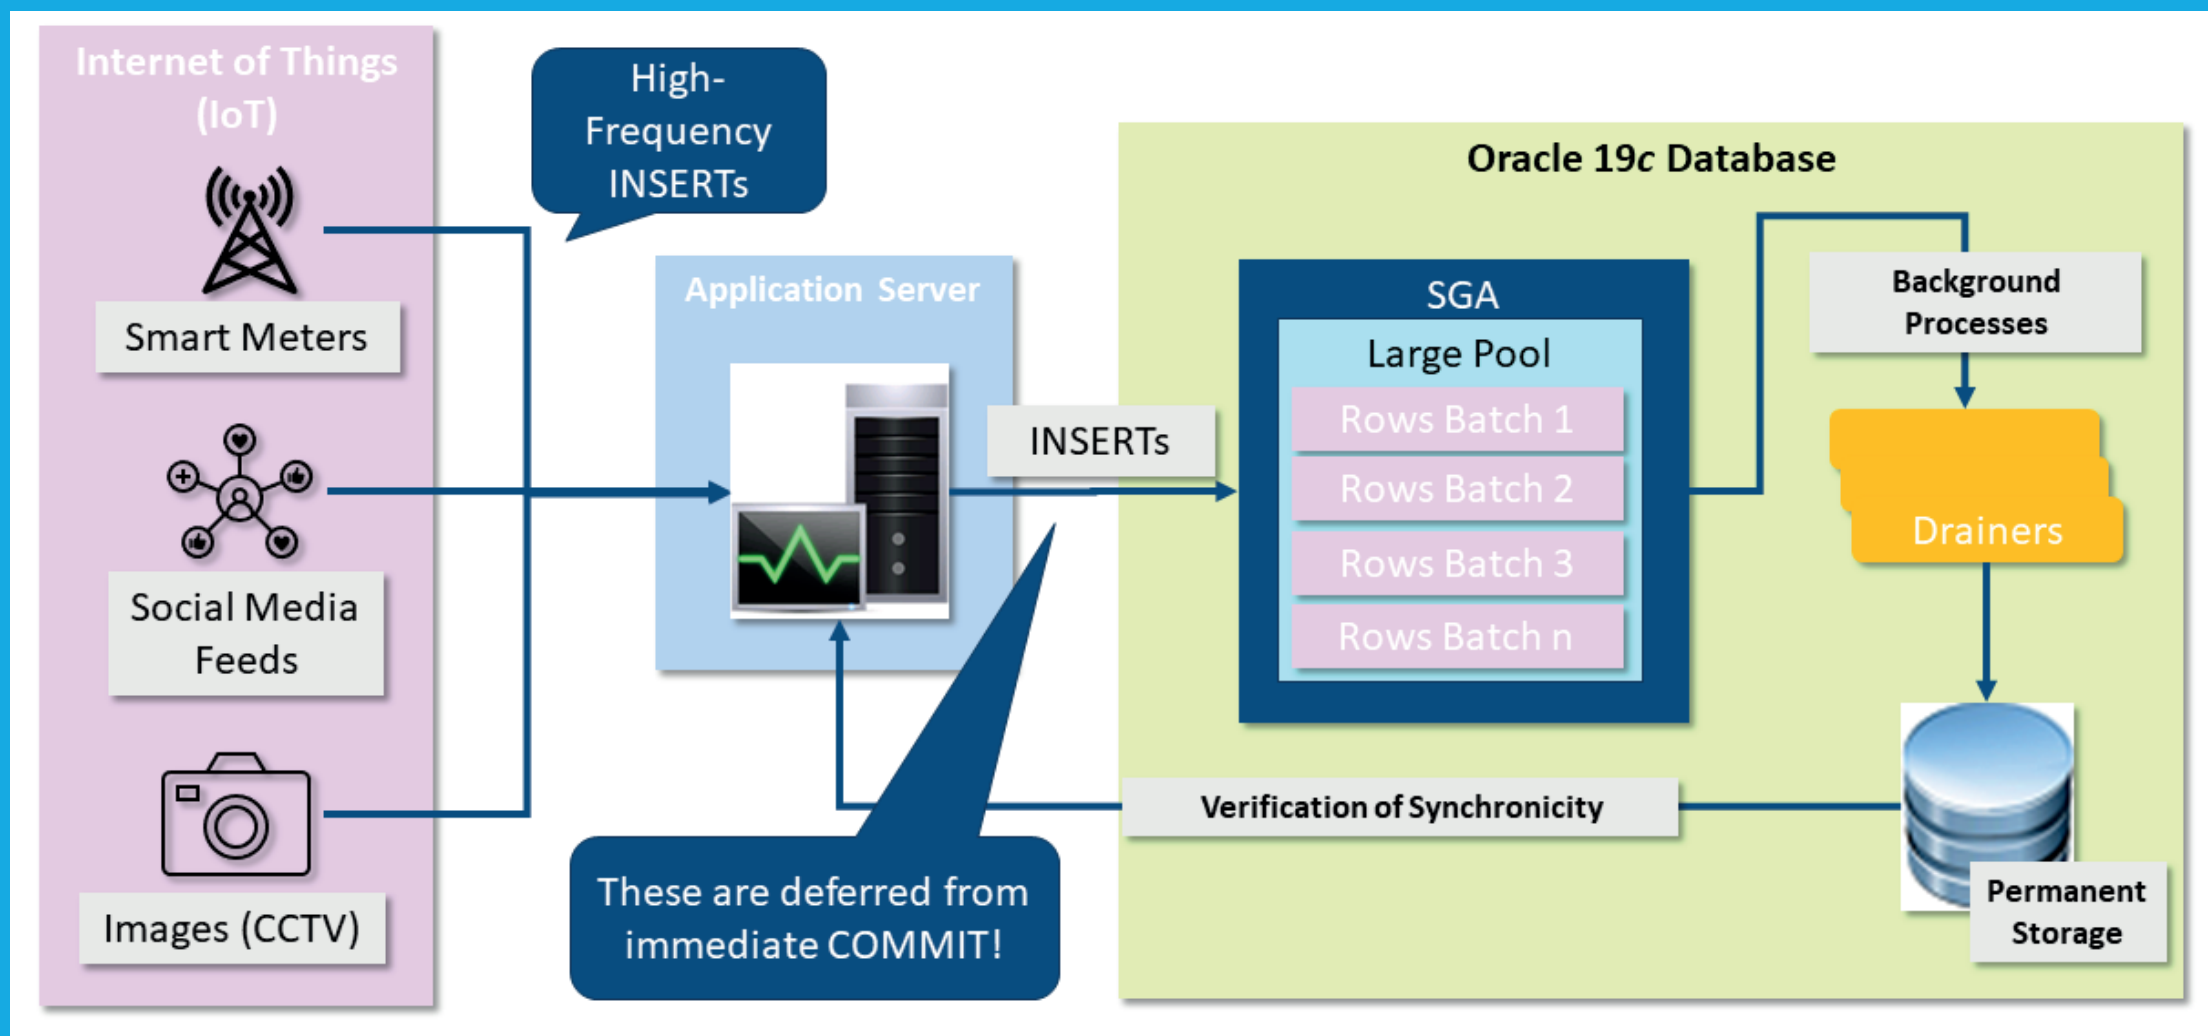 Internet of Things
(IoT)
Smart Meters
Social Media
Feeds
Images (CCTV)
High-
Frequency
INSERTs
Application Server
INSERTs
These are deferred from
immediate COMMIT!
Oracle 19c Database
SGA
Large Pool
Rows Batch 1
Rows Batch 2
Rows Batch 3
Rows Batch n
Background
Processes
Drainers
Verification of Synchronicity
Permanent
Storage